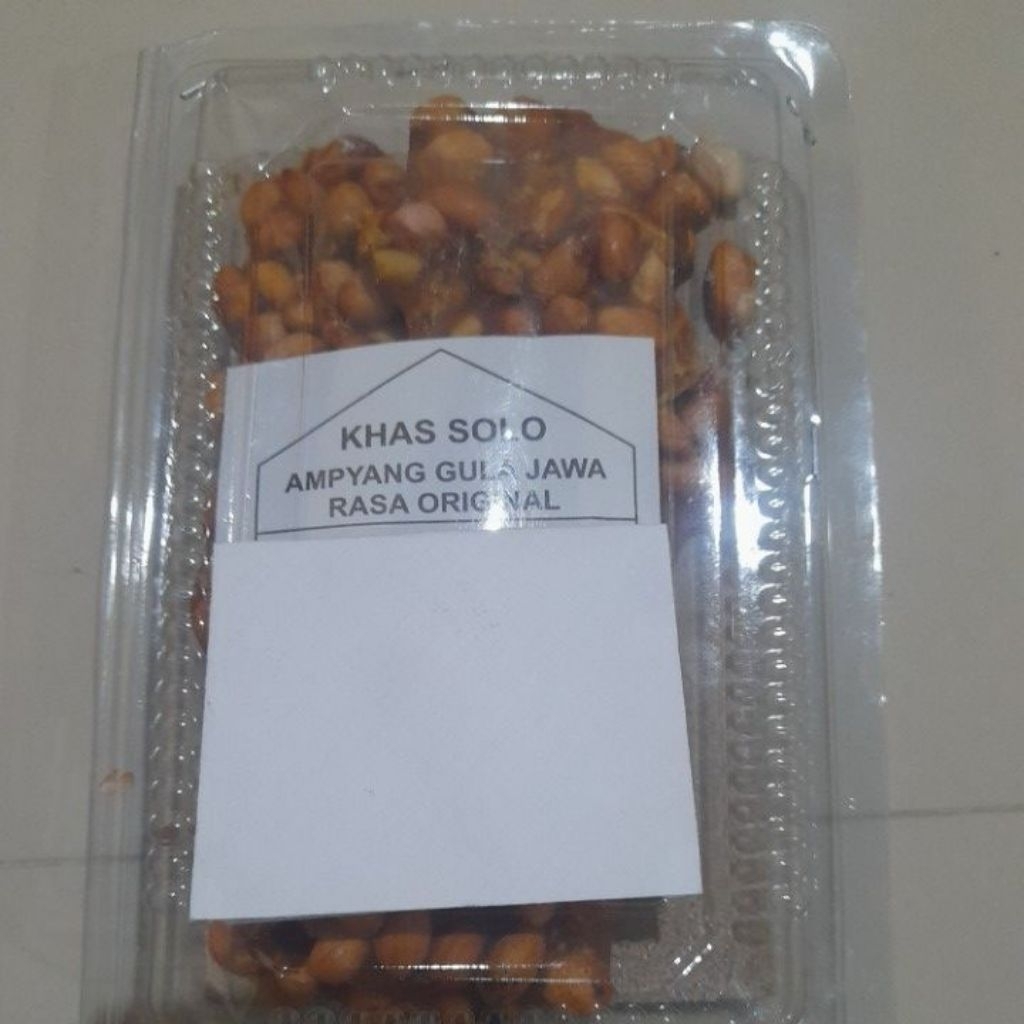 KHAS SOLO
AMPYANG GULA JAWA
RASA ORIGINAL